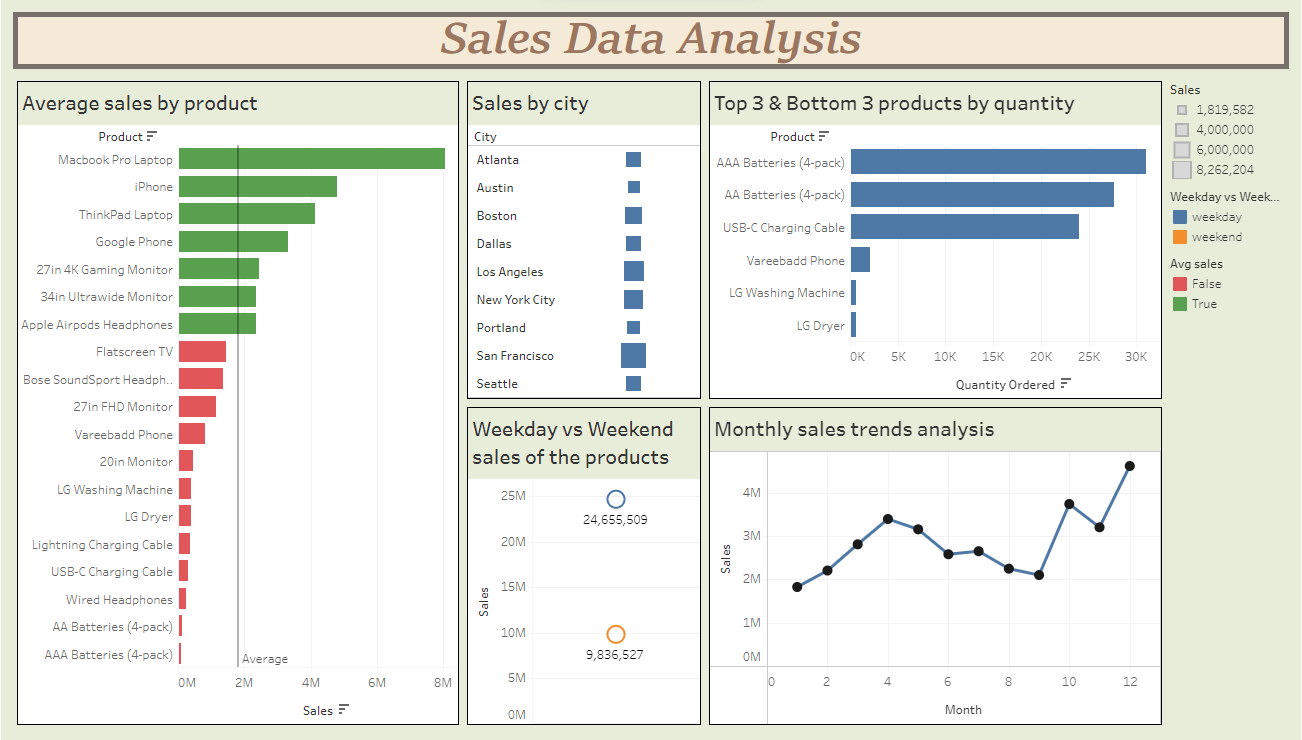 Sales Data Analysis
Average sales by product
Product
Macbook Pro Laptop
iPhone
ThinkPad Laptop
Google Phone
27in 4K Gaming Monitor
34in Ultrawide Monitor
Apple Airpods Headphones
Flatscreen TV
Bose SoundSport Headph..
27in FHD Monitor
Vareebadd Phone
20in Monitor
LG Washing Machine
LG Dryer
Lightning Charging Cable
USB-C Charging Cable
Wired Headphones
AA Batteries (4-pack)
AAA Batteries (4-pack)
Average
0M 2M 4M 6M 8M
Sales
Sales by city
City
Atlanta
Austin
Boston
Dallas
Los Angeles
New York City
Portland
San Francisco
Seattle
Top 3 & Bottom 3 products by quantity
Product
AAA Batteries (4-pack)
AA Batteries (4-pack)
USB-C Charging Cable
Vareebadd Phone
LG Washing Machine
LG Dryer
0K 5K 10K 15K 20K 25K 30K
Quantity Ordered
Weekday vs Weekend
sales of the products
25M
24,655,509
20M
15M
Sales
10M
9,836,527
5M
0M
Monthly sales trends analysis
4M
3M
Sales
2M
1M
0M
0 2 4 6 8 10 12
Month
Sales
1,819,582
4,000,000
6,000,000
8,262,204
Weekday vs Week...
weekday
weekend
Avg sales
False
True